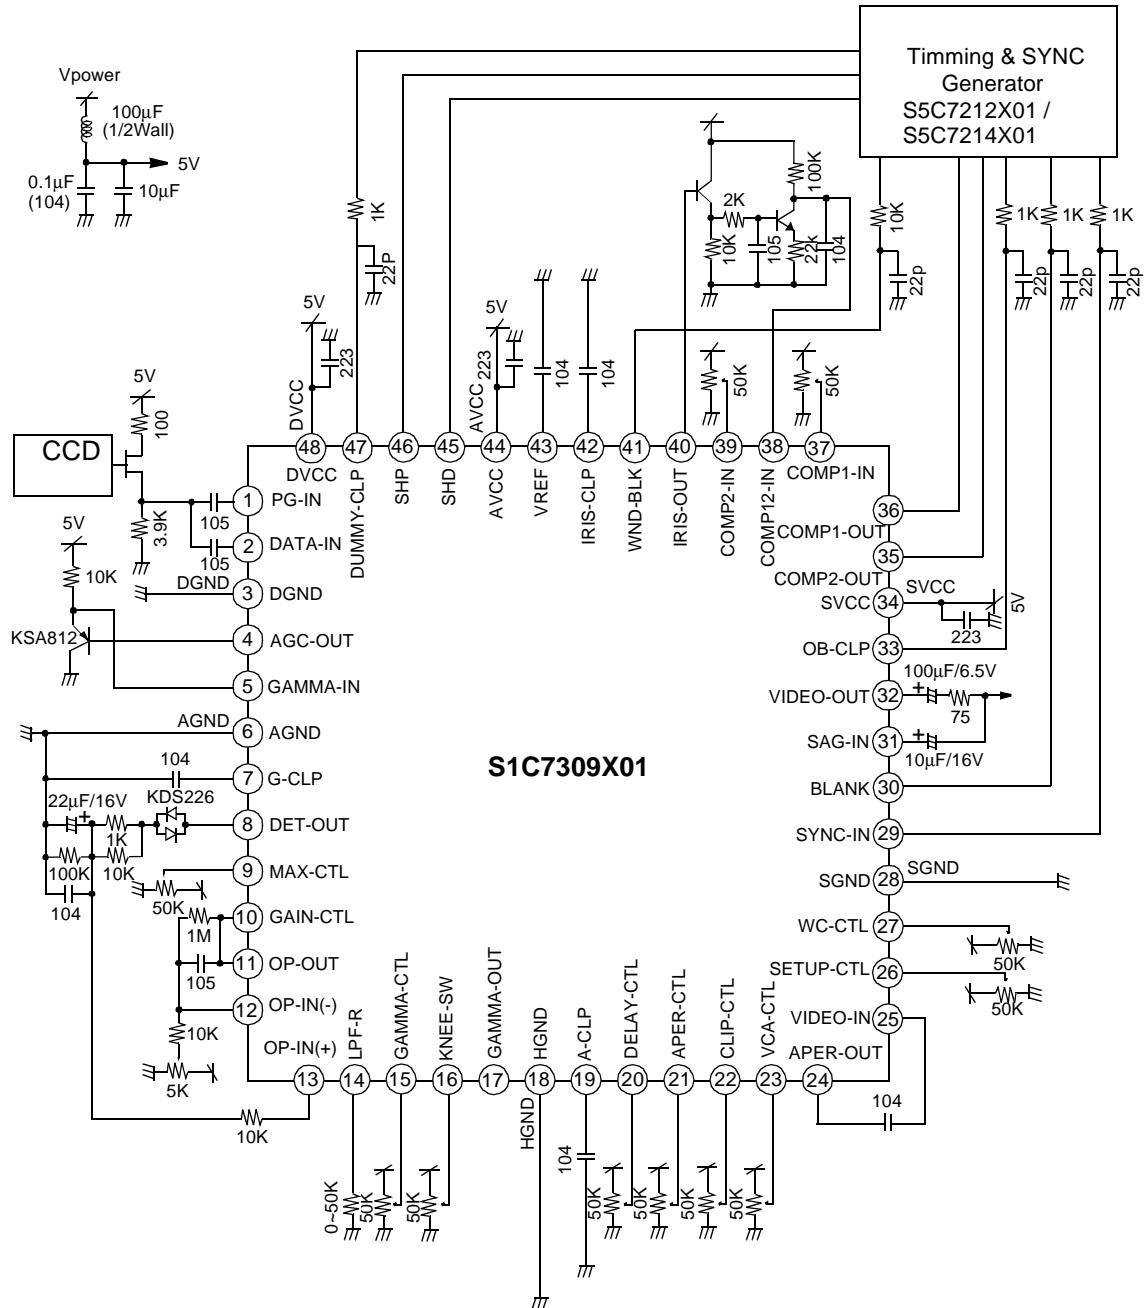 Timming & SYNC
Generator
S5C7212X01 /
S5C7214X01
Vpower
100µF
(1/2Wall)
5V
0.1µF
(104)
10µF
1K
22P
100K
2K
10K
105
22k
104
10K
22p
1K
1K
1K
22p
22p
22p
5V
223
DVCC
5V
223
AVCC
104
104
50K
50K
5V
100
CCD
3.9K
105
105
48
47
46
45
44
43
42
41
40
39
38
37
DVCC
DUMMY-CLP
SHP
SHD
AVCC
VREF
IRIS-CLP
WND-BLK
IRIS-OUT
COMP2-IN
COMP12-IN
COMP1-IN
1
PG-IN
2
DATA-IN
DGND
3
DGND
5V
10K
KSA812
4
AGC-OUT
5
GAMMA-IN
AGND
6
AGND
104
7
G-CLP
22µF/16V
+
KDS226
1K
8
DET-OUT
100K
10K
104
9
MAX-CTL
50K
10
GAIN-CTL
1M
11
OP-OUT
105
12
OP-IN(-)
10K
5K
OP-IN(+)
10K
S1C7309X01
36
COMP1-OUT
35
COMP2-OUT
SVCC
34
SVCC
5V
223
OB-CLP
33
100µF/6.5V
VIDEO-OUT
32
+
75
SAG-IN
31
+
10µF/16V
BLANK
30
SYNC-IN
29
SGND
28
SGND
WC-CTL
27
50K
SETUP-CTL
26
50K
VIDEO-IN
25
APER-OUT
104
LPF-R
GAMMA-CTL
KNEE-SW
GAMMA-OUT
HGND
A-CLP
DELAY-CTL
APER-CTL
CLIP-CTL
VCA-CTL
13
14
15
16
17
18
19
20
21
22
23
24
HGND
104
0~50K
50K
50K
50K
50K
50K
50K